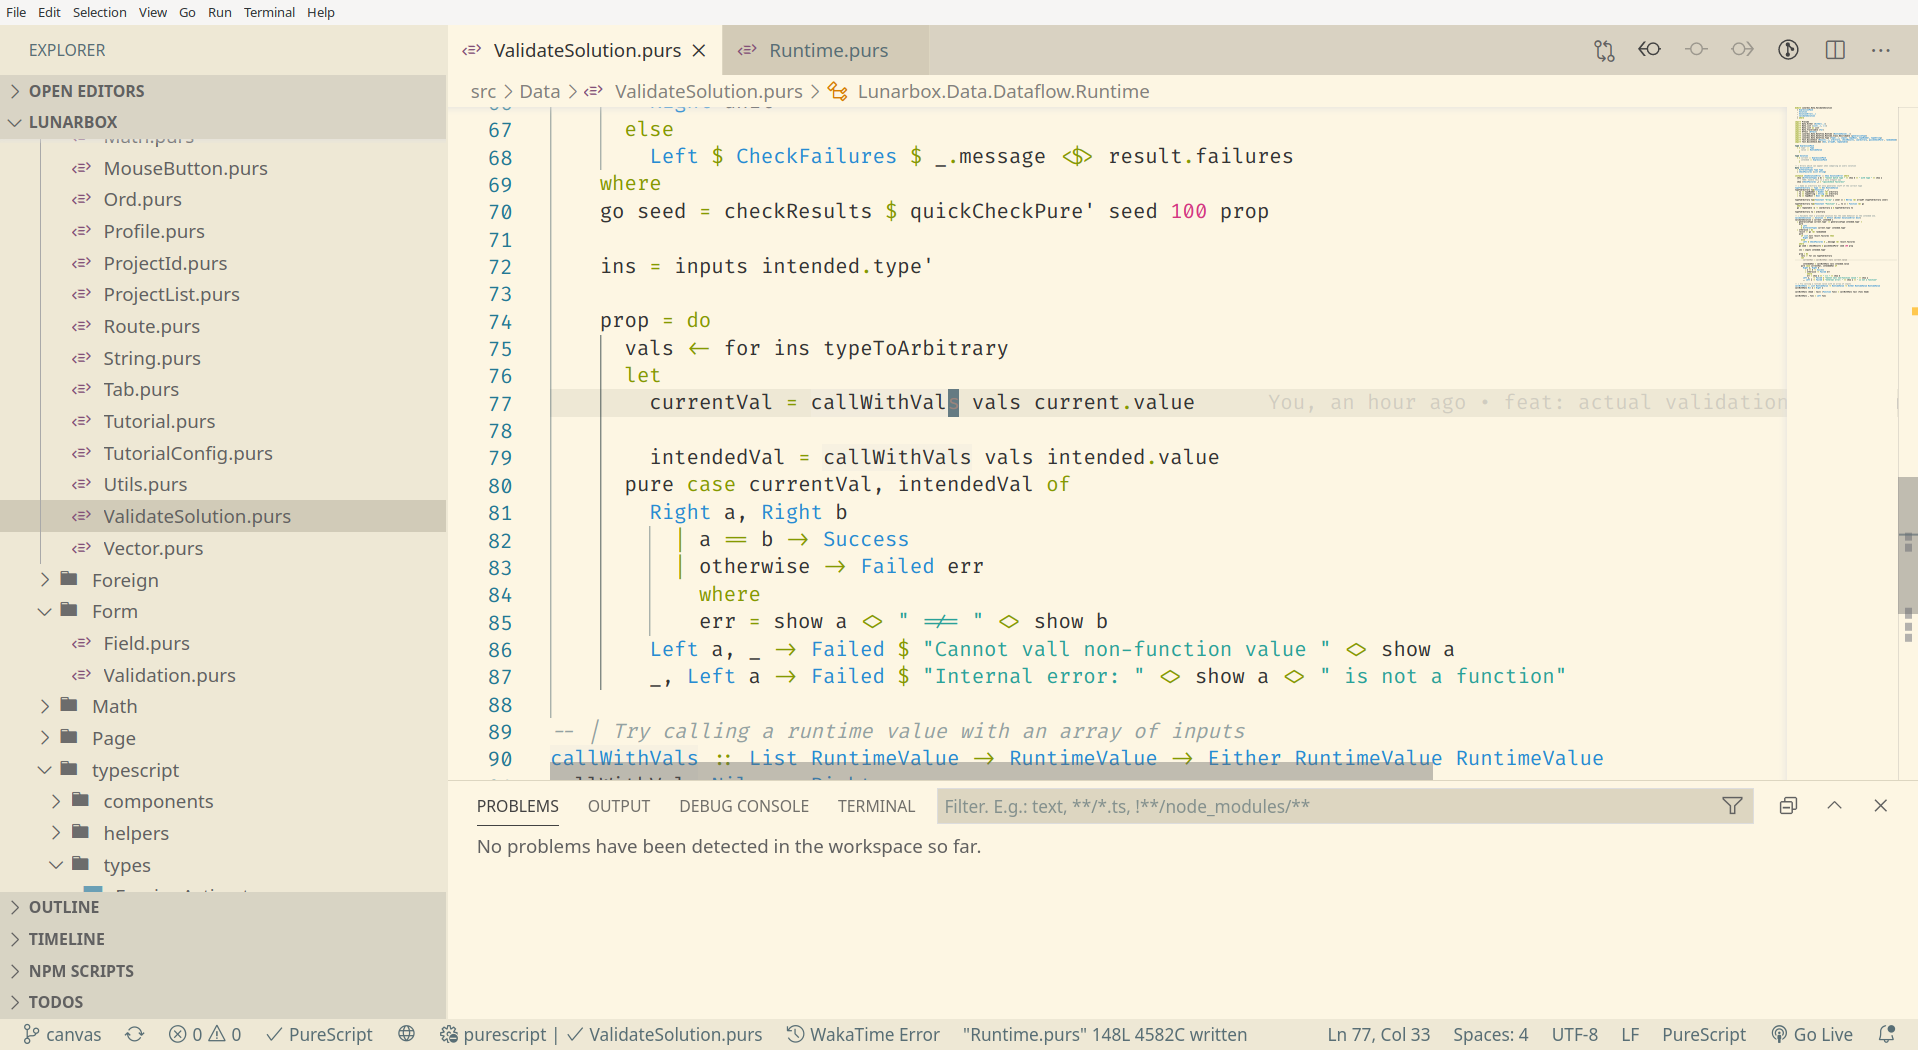 File Edit Selection View Go Run Terminal Help
EXPLORER
OPEN EDITORS
LUNARBOX
MouseButton.purs
Ord.purs
Profile.purs
ProjectId.purs
ProjectList.purs
Route.purs
String.purs
Tab.purs
Tutorial.purs
TutorialConfig.purs
Utils.purs
ValidateSolution.purs
Vector.purs
Foreign
Form
Field.purs
Validation.purs
Math
Page
typescript
components
helpers
types
OUTLINE
TIMELINE
NPM SCRIPTS
TODOS
ValidateSolution.purs Runtime.purs
src > Data > ValidateSolution.purs > Lunarbox.Data.Dataflow.Runtime
67 else
68 Left $ CheckFailures $ _.message <$> result.failures
69 where
70 go seed = checkResults $ quickCheckPure' seed 100 prop
71
72 ins = inputs intended.type'
73
74 prop = do
75 vals <- for ins typeToArbitrary
76 let
77 currentVal = callWithVals vals current.value You, an hour ago • feat: actual validation
78
79 intendedVal = callWithVals vals intended.value
80 pure case currentVal, intendedVal of
81 Right a, Right b
82 | a == b -> Success
83 | otherwise -> Failed err
84 where
85 err = show a <> " =/= " <> show b
86 Left a, _ -> Failed $ "Cannot vall non-function value " <> show a
87 _, Left a -> Failed $ "Internal error: " <> show a <> " is not a function"
88
89 -- | Try calling a runtime value with an array of inputs
90 callWithVals :: List RuntimeValue -> RuntimeValue -> Either RuntimeValue RuntimeValue
PROBLEMS OUTPUT DEBUG CONSOLE TERMINAL Filter. E.g.: text, **/*.ts, !**/node_modules/**
No problems have been detected in the workspace so far.
canvas 0 0 PureScript purescript | ValidateSolution.purs WakaTime Error "Runtime.purs" 148L 4582C written Ln 77, Col 33 Spaces: 4 UTF-8 LF PureScript Go Live